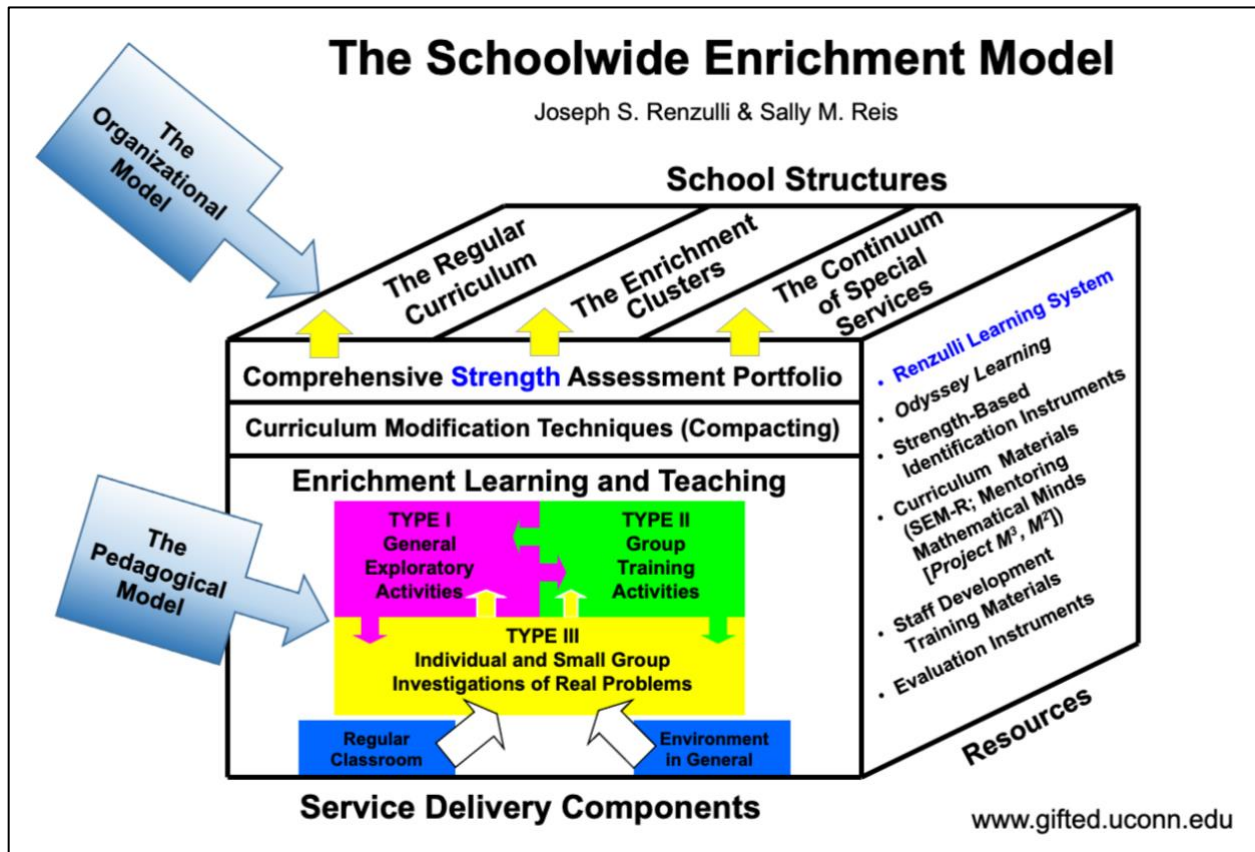 The Schoolwide Enrichment Model
Joseph S. Renzulli & Sally M. Reis
The
Organizational
Model
School Structures
The Regular
Curriculum
The Enrichment
Clusters
The Continuum
of Special
Services
Comprehensive Strength Assessment Portfolio
Curriculum Modification Techniques (Compacting)
Enrichment Learning and Teaching
The
Pedagogical
Model
TYPE I
General
Exploratory
Activities
TYPE II
Group
Training
Activities
TYPE III
Individual and Small Group
Investigations of Real Problems
Regular
Classroom
Environment
in General
Service Delivery Components
• Renzulli Learning System
• Odyssey Learning
• Strength-Based
Identification Instruments
• Curriculum Materials
(SEM-R; Mentoring
Mathematical Minds
[Project M³, M²])
• Staff Development
Training Materials
• Evaluation Instruments
Resources
www.gifted.uconn.edu